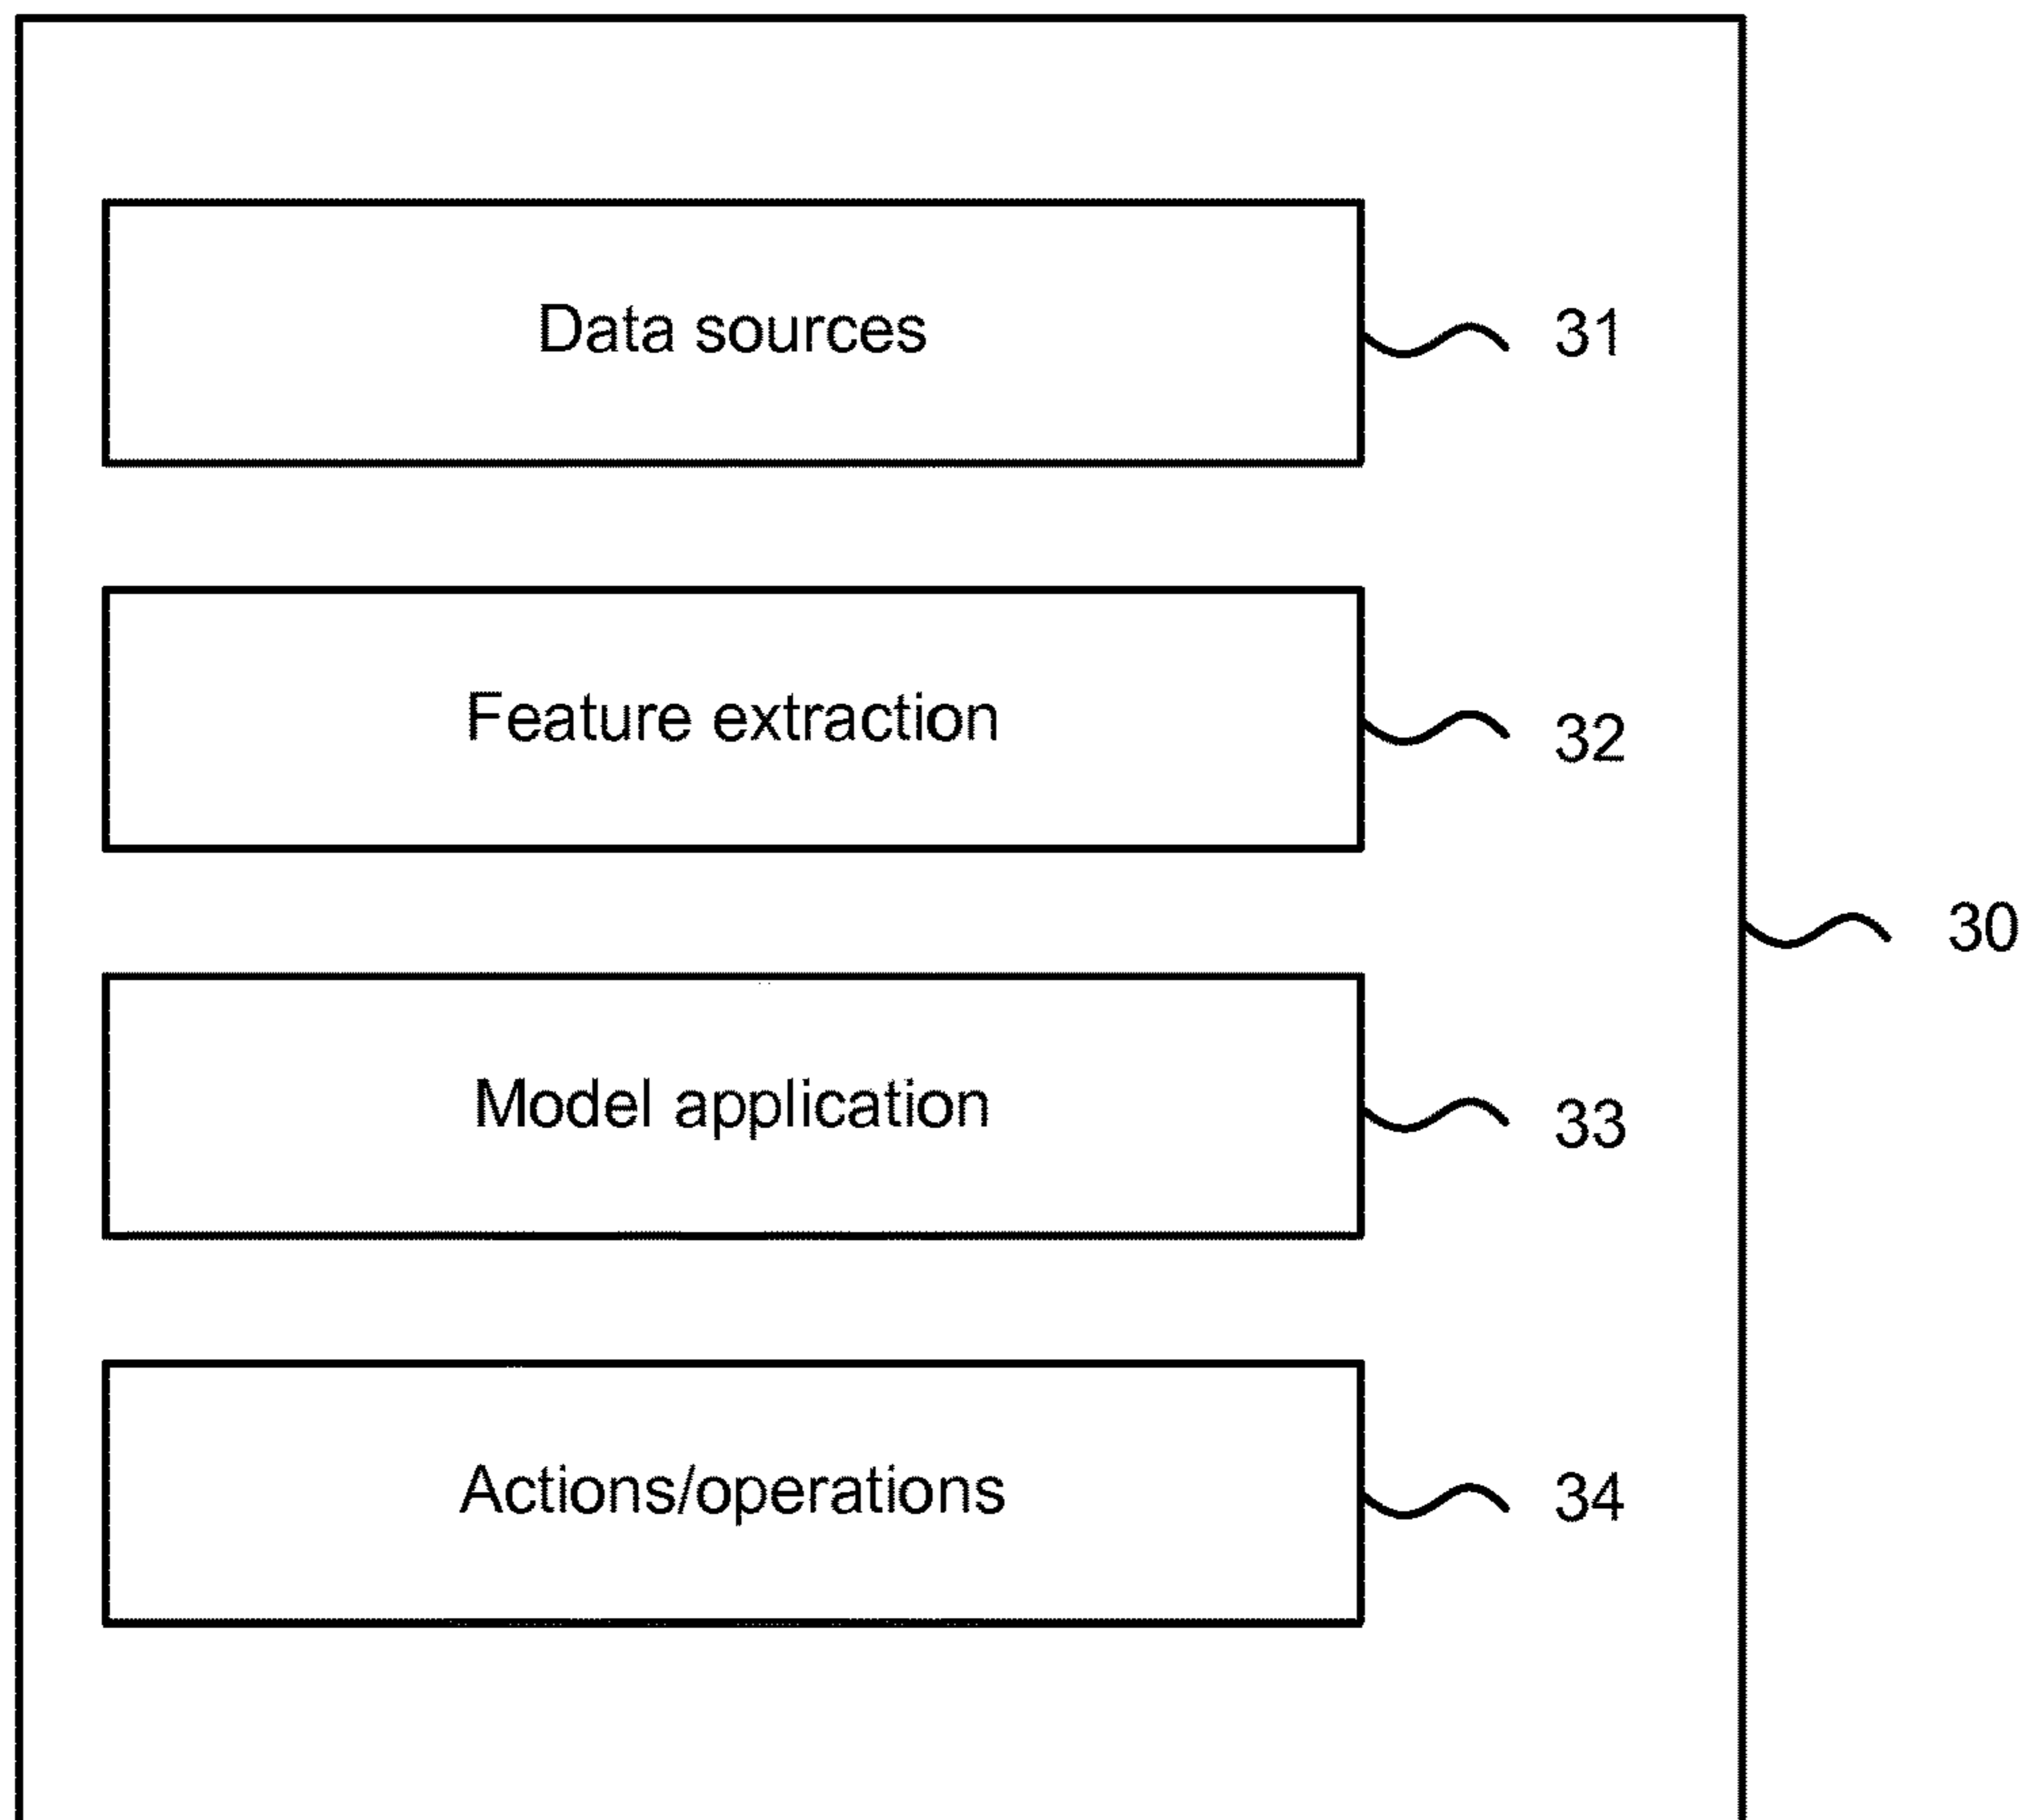 Data sources
31
Feature extraction
32
30
Model application
33
Actions/operations
34